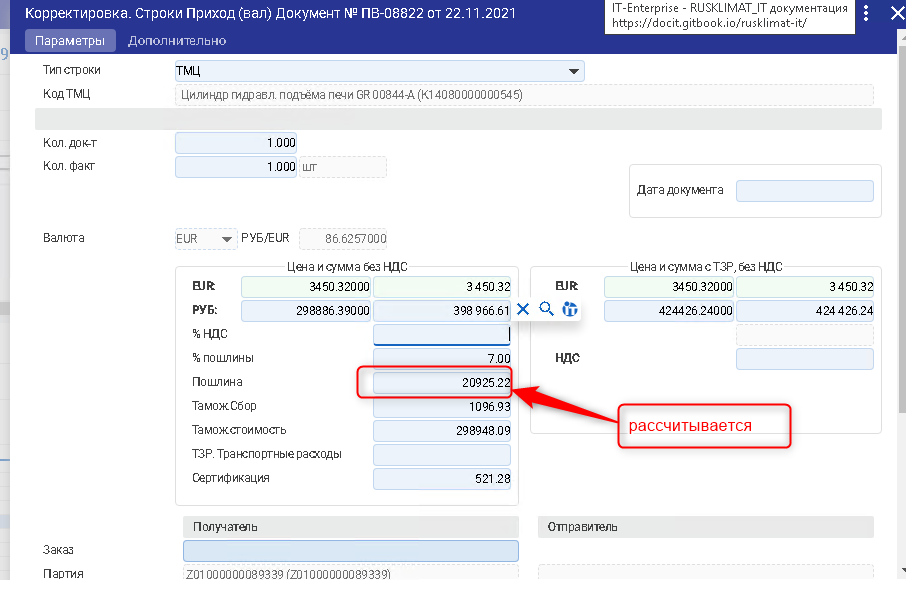 Корректировка. Строки Приход (вал) Документ № ПВ-08822 от 22.11.2021
IT-Enterprise - RUSKLIMAT_IT документация
https://docit.gitbook.io/rusklimat-it/
Параметры Дополнительно
9
Тип строки ТМЦ
Код ТМЦ Цилиндр гидравл. подъёма печи GR 00844-A (K14080000000545)
Кол. док-т 1.000
Кол. факт 1.000 шт
Дата документа
Валюта EUR РУБ/EUR 86.6257000
Цена и сумма без НДС
EUR: 3450.32000 3 450.32
РУБ: 298886.39000 398 966.61
% НДС
% пошлины 7.00
Пошлина 20925.22
Тамож.Сбор 1096.93
Тамож.стоимость 298948.09
ТЗР. Транспортные расходы
Сертификация 521.28
Цена и сумма с ТЗР, без НДС
EUR: 3450.32000 3 450.32
424426.24000 424 426.24
НДС
рассчитывается
Получатель Отправитель
Заказ
Партия Z01000000089339 (Z01000000089339)